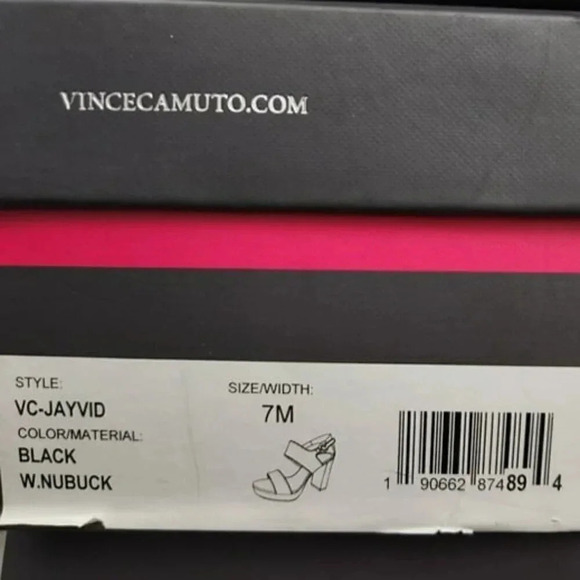 VINCECAMUTO.COM
STYLE:
VC-JAYVID
COLOR/MATERIAL:
BLACK
W.NUBUCK
SIZE/WIDTH:
7M
1 90662 87489 4